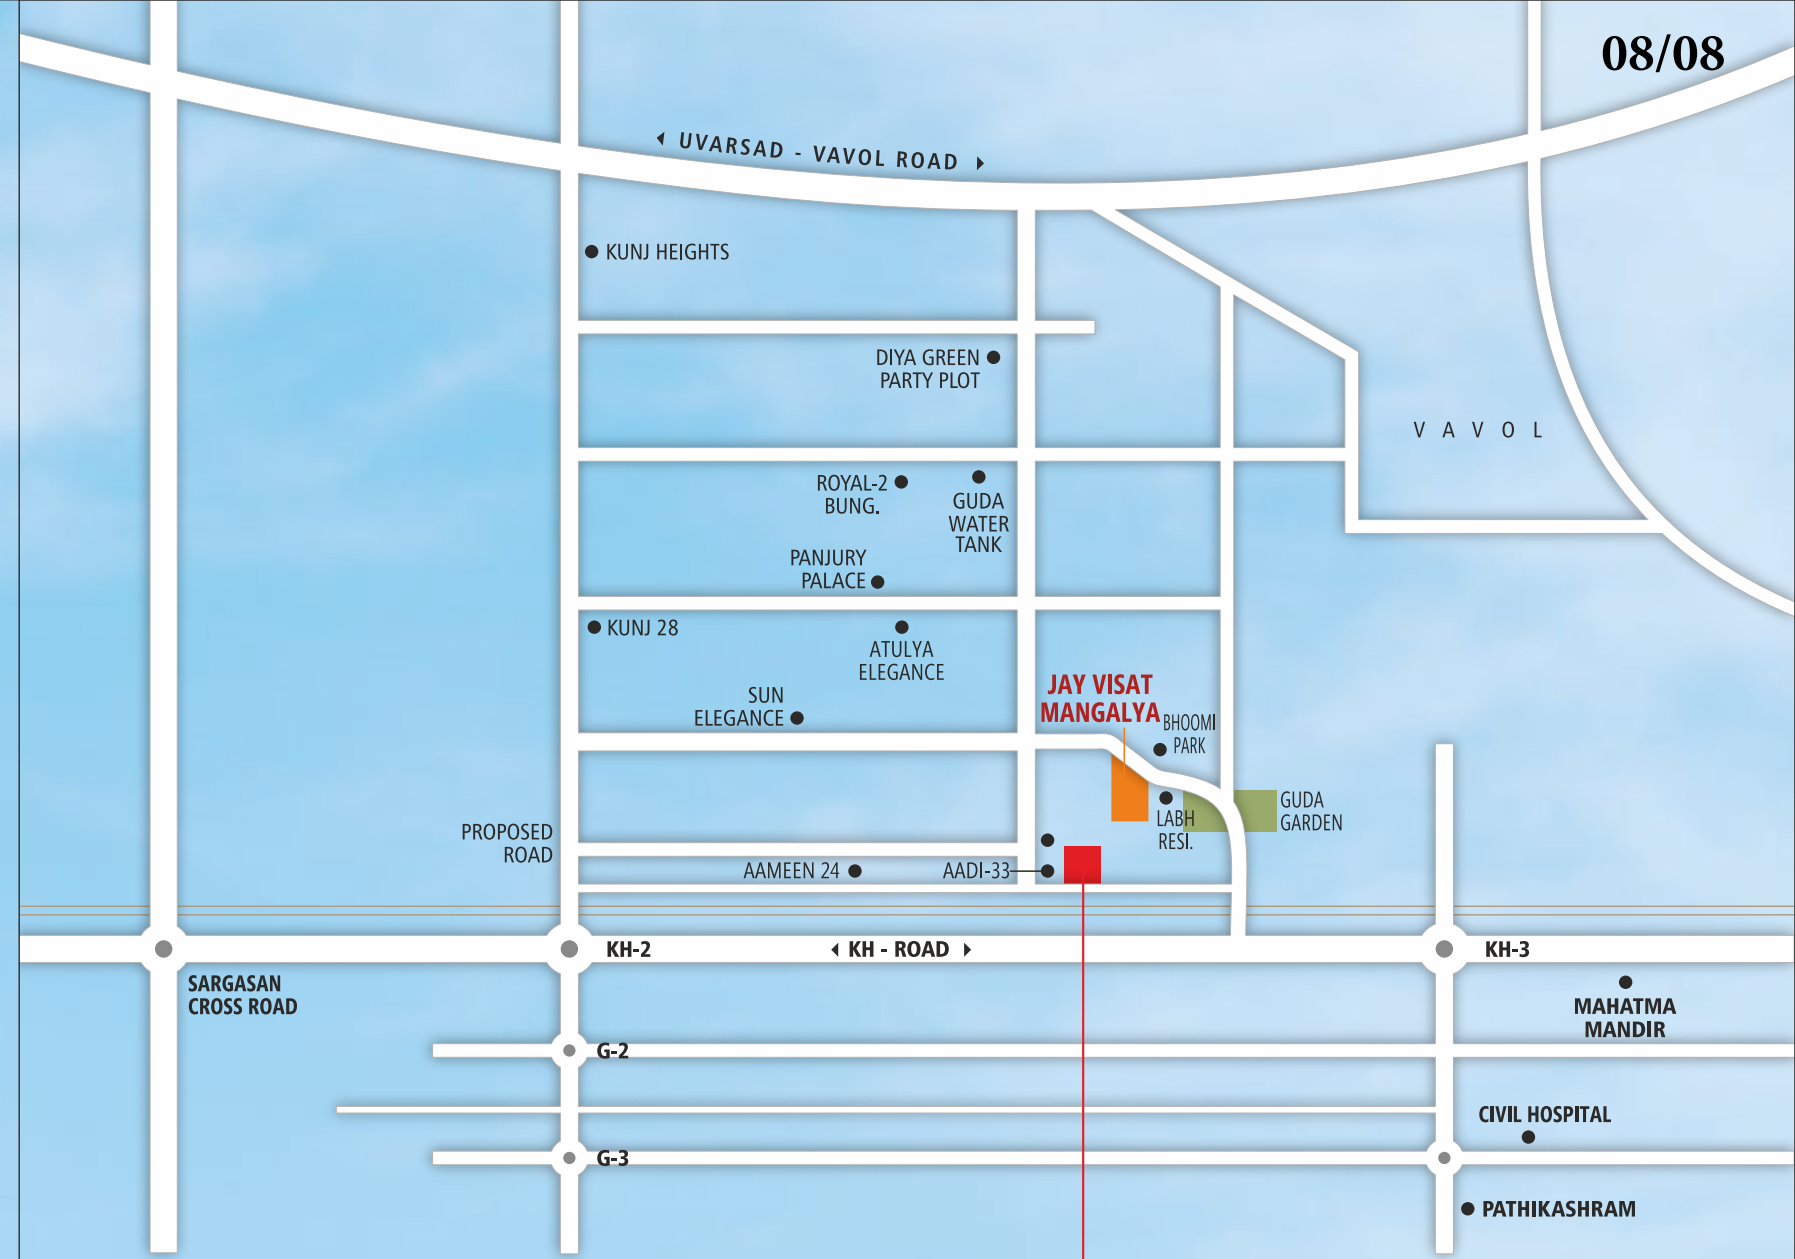 08/08
UVARSAD - VAVOL ROAD
KUNJ HEIGHTS
DIYA GREEN
PARTY PLOT
V A V O L
ROYAL-2
BUNG.
GUDA
WATER
TANK
PANJURY
PALACE
KUNJ 28
ATULYA
ELEGANCE
SUN
ELEGANCE
JAY VISAT
MANGALYA
BHOOMI
PARK
GUDA
GARDEN
LABH
RESI.
PROPOSED
ROAD
AAMEEN 24
AADI-33
KH-2
KH - ROAD
KH-3
SARGASAN
CROSS ROAD
MAHATMA
MANDIR
G-2
CIVIL HOSPITAL
G-3
PATHIKASHRAM